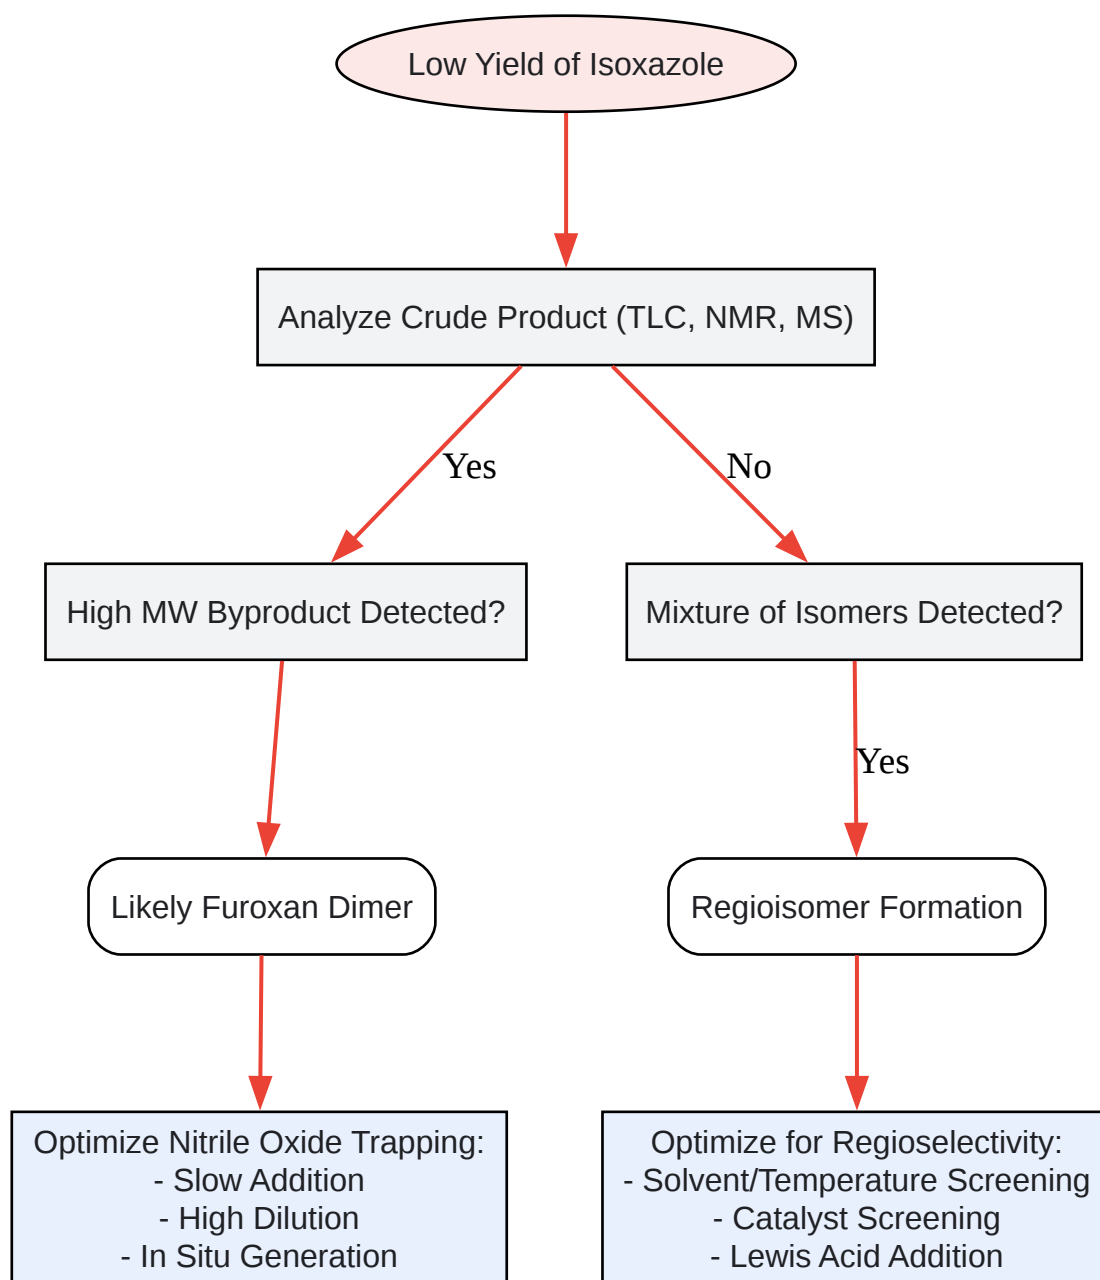 Low Yield of Isoxazole
Analyze Crude Product (TLC, NMR, MS)
Yes
No
High MW Byproduct Detected?
Mixture of Isomers Detected?
Yes
Likely Furoxan Dimer
Regioisomer Formation
Optimize Nitrile Oxide Trapping:
- Slow Addition
- High Dilution
- In Situ Generation
Optimize for Regioselectivity:
- Solvent/Temperature Screening
- Catalyst Screening
- Lewis Acid Addition